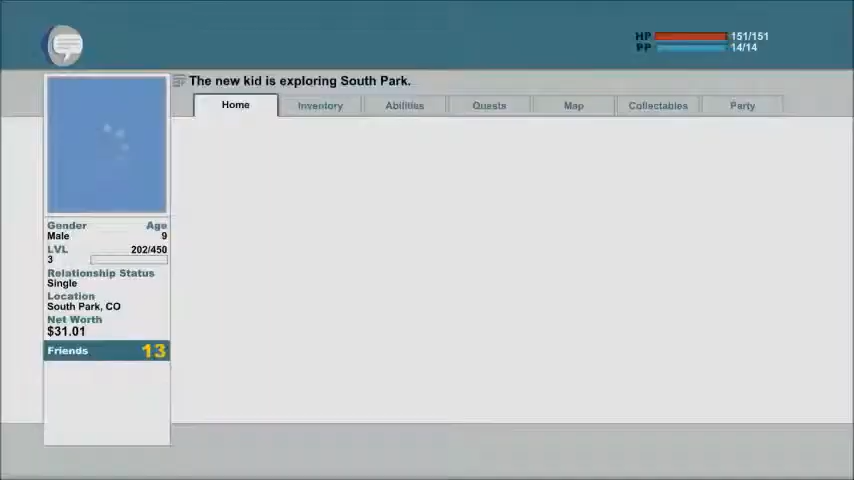 HP 151/151
PP 14/14
The new kid is exploring South Park.
Home Inventory Abilities Quests Map Collectables Party
Gender Age
Male 9
LVL 202/450
3
Relationship Status
Single
Location
South Park, CO
Net Worth
$31.01
Friends 13